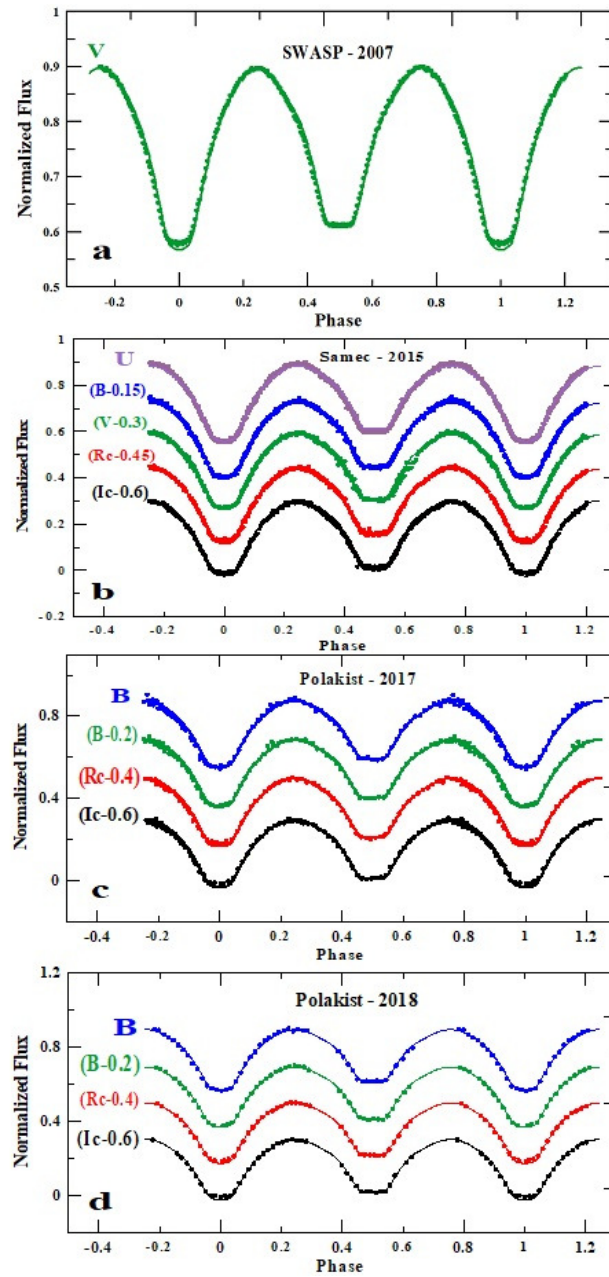 V
SWASP - 2007
Normalized Flux
0.9
0.8
0.7
0.6
0.5
-0.2 0 0.2 0.4 0.6 0.8 1 1.2
Phase
a
Samec - 2015
U
(B-0.15)
(V-0.3)
(Rc-0.45)
(Ic-0.6)
Normalized Flux
1
0.8
0.6
0.4
0.2
0
-0.2
-0.4 -0.2 0 0.2 0.4 0.6 0.8 1 1.2
Phase
b
Polakist - 2017
B
(B-0.2)
(Rc-0.4)
(Ic-0.6)
Normalized Flux
0.8
0.4
0
-0.4 -0.2 0 0.2 0.4 0.6 0.8 1 1.2
Phase
c
Polakist - 2018
B
(B-0.2)
(Rc-0.4)
(Ic-0.6)
Normalized Flux
1.2
0.8
0.4
0
-0.4 -0.2 0 0.2 0.4 0.6 0.8 1 1.2
Phase
d